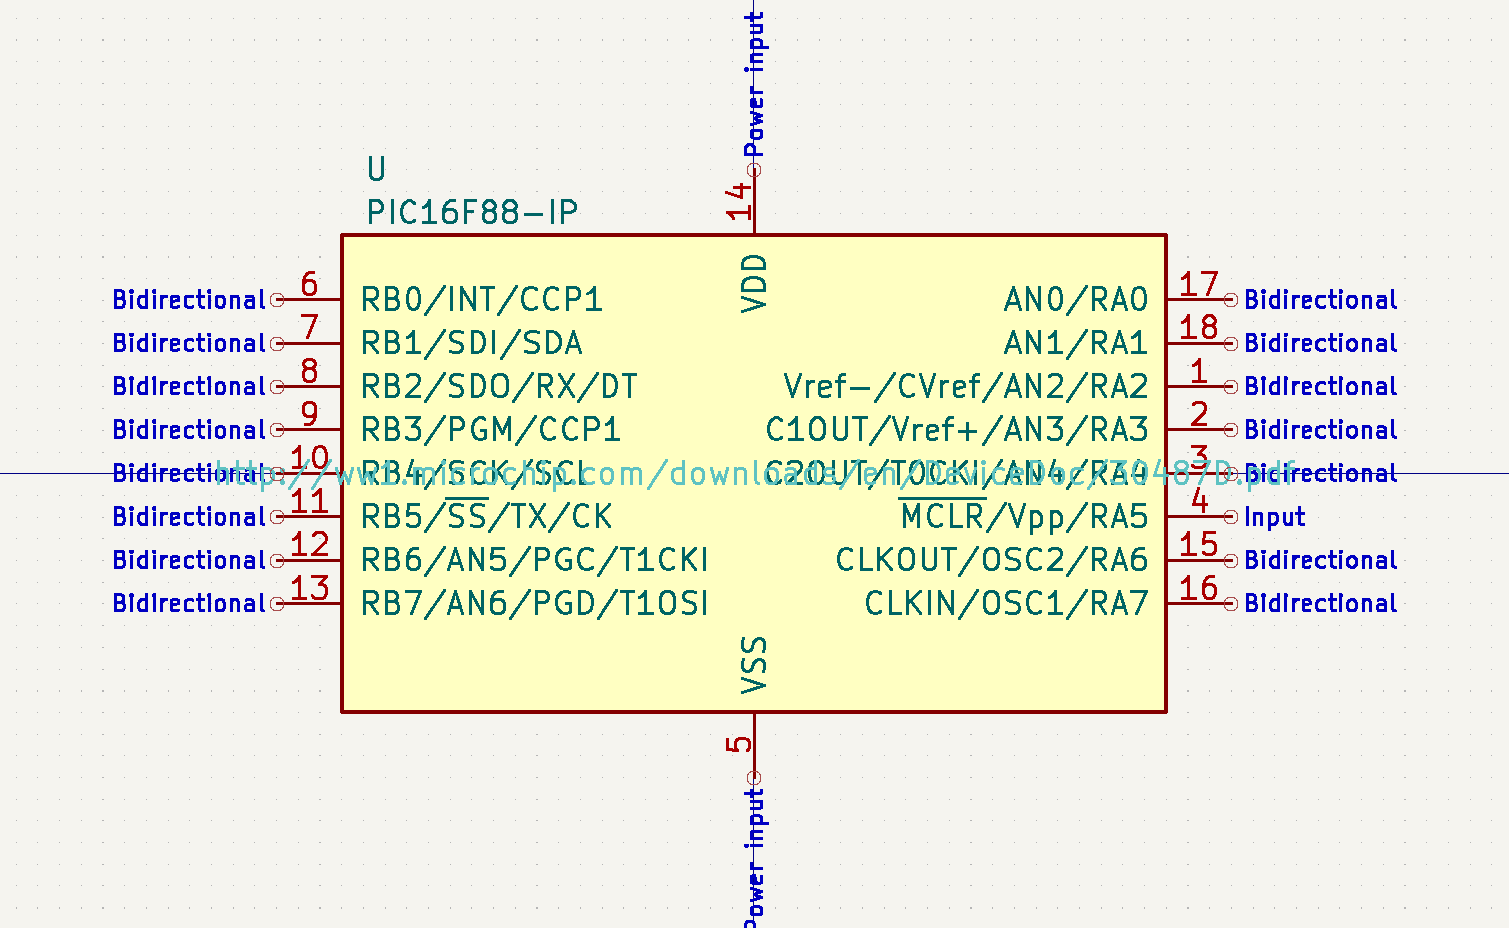 Power input
14
U
PIC16F88-IP
VDD
Bidirectional 6 RB0/INT/CCP1 AN0/RA0 17 Bidirectional
Bidirectional 7 RB1/SDI/SDA AN1/RA1 18 Bidirectional
Bidirectional 8 RB2/SDO/RX/DT Vref-/CVref/AN2/RA2 1 Bidirectional
Bidirectional 9 RB3/PGM/CCP1 C1OUT/Vref+/AN3/RA3 2 Bidirectional
Bidirectional 10 RB4/SCK/SCL C2OUT/T0CKI/AN4/RA4 3 Bidirectional
http://ww1.microchip.com/downloads/en/DeviceDoc/30487D.pdf
Bidirectional 11 RB5/SS/TX/CK MCLR/Vpp/RA5 4 Input
Bidirectional 12 RB6/AN5/PGC/T1CKI CLKOUT/OSC2/RA6 15 Bidirectional
Bidirectional 13 RB7/AN6/PGD/T1OSI CLKIN/OSC1/RA7 16 Bidirectional
VSS
5
Power input